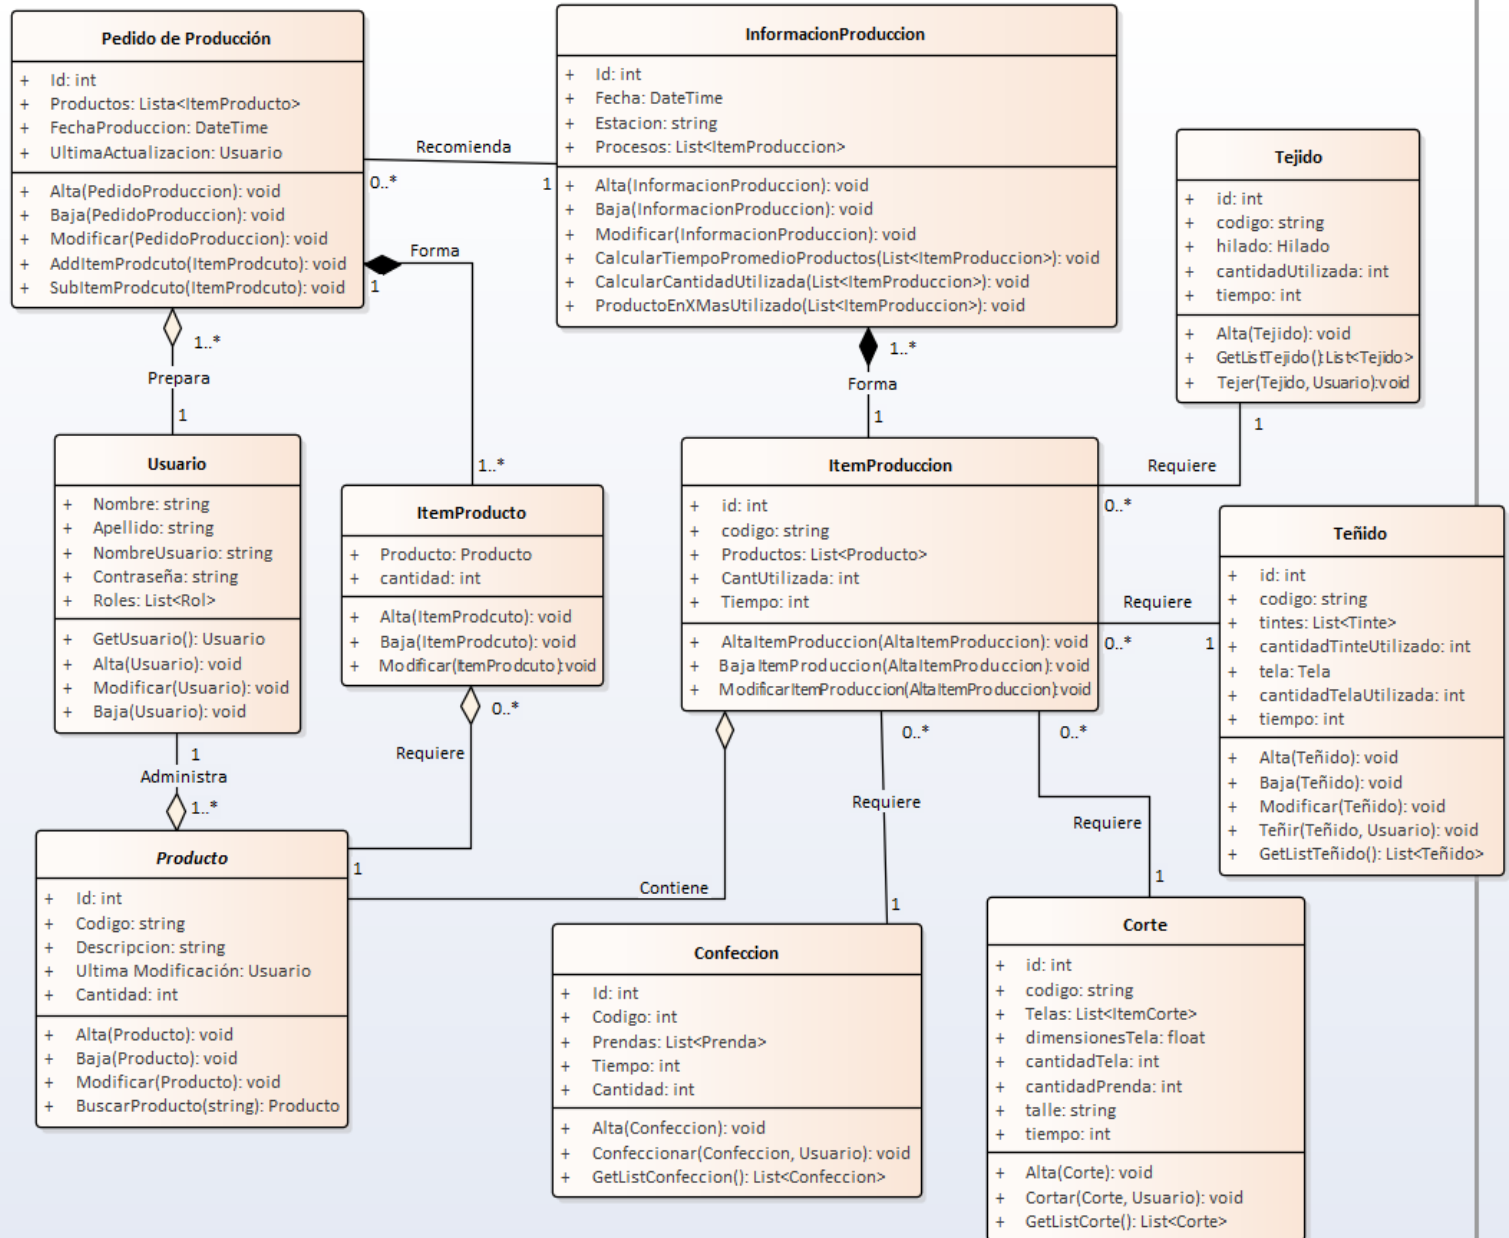 Pedido de Producción
+ Id: int
+ Productos: Lista<ItemProducto>
+ FechaProduccion: DateTime
+ UltimaActualizacion: Usuario
+ Alta(PedidoProduccion): void
+ Baja(PedidoProduccion): void
+ Modificar(PedidoProduccion): void
+ AddItemProdcuto(ItemProdcuto): void
+ SubItemProdcuto(ItemProdcuto): void
Recomienda
0..*
1
InformacionProduccion
+ Id: int
+ Fecha: DateTime
+ Estacion: string
+ Procesos: List<ItemProduccion>
+ Alta(InformacionProduccion): void
+ Baja(InformacionProduccion): void
+ Modificar(InformacionProduccion): void
+ CalcularTiempoPromedioProductos(List<ItemProduccion>): void
+ CalcularCantidadUtilizada(List<ItemProduccion>): void
+ ProductoEnXMasUtilizado(List<ItemProduccion>): void
Tejido
+ id: int
+ codigo: string
+ hilado: Hilado
+ cantidadUtilizada: int
+ tiempo: int
+ Alta(Tejido): void
+ GetListTejido():List<Tejido>
+ Tejer(Tejido, Usuario):void
Forma
1
1..*
1..*
Prepara
1
1..*
Forma
1
1
Requiere
0..*
Usuario
+ Nombre: string
+ Apellido: string
+ NombreUsuario: string
+ Contraseña: string
+ Roles: List<Rol>
+ GetUsuario(): Usuario
+ Alta(Usuario): void
+ Modificar(Usuario): void
+ Baja(Usuario): void
ItemProducto
+ Producto: Producto
+ cantidad: int
+ Alta(ItemProdcuto): void
+ Baja(ItemProdcuto): void
+ Modificar(ItemProdcuto):void
ItemProduccion
+ id: int
+ codigo: string
+ Productos: List<Producto>
+ CantUtilizada: int
+ Tiempo: int
+ AltaItemProduccion(AltaItemProduccion): void
+ BajaItemProduccion(AltaItemProduccion): void
+ ModificarItemProduccion(AltaItemProduccion):void
Requiere
0..*
1
Teñido
+ id: int
+ codigo: string
+ tintes: List<Tinte>
+ cantidadTinteUtilizado: int
+ tela: Tela
+ cantidadTelaUtilizada: int
+ tiempo: int
+ Alta(Teñido): void
+ Baja(Teñido): void
+ Modificar(Teñido): void
+ Teñir(Teñido, Usuario): void
+ GetListTeñido(): List<Teñido>
1
Administra
1..*
0..*
Requiere
1
Contiene
0..*
Requiere
1
0..*
Requiere
1
Producto
+ Id: int
+ Codigo: string
+ Descripcion: string
+ Ultima Modificación: Usuario
+ Cantidad: int
+ Alta(Producto): void
+ Baja(Producto): void
+ Modificar(Producto): void
+ BuscarProducto(string): Producto
Confeccion
+ Id: int
+ Codigo: int
+ Prendas: List<Prenda>
+ Tiempo: int
+ Cantidad: int
+ Alta(Confeccion): void
+ Confeccionar(Confeccion, Usuario): void
+ GetListConfeccion(): List<Confeccion>
Corte
+ id: int
+ codigo: string
+ Telas: List<ItemCorte>
+ dimensionesTela: float
+ cantidadTela: int
+ cantidadPrenda: int
+ talle: string
+ tiempo: int
+ Alta(Corte): void
+ Cortar(Corte, Usuario): void
+ GetListCorte(): List<Corte>